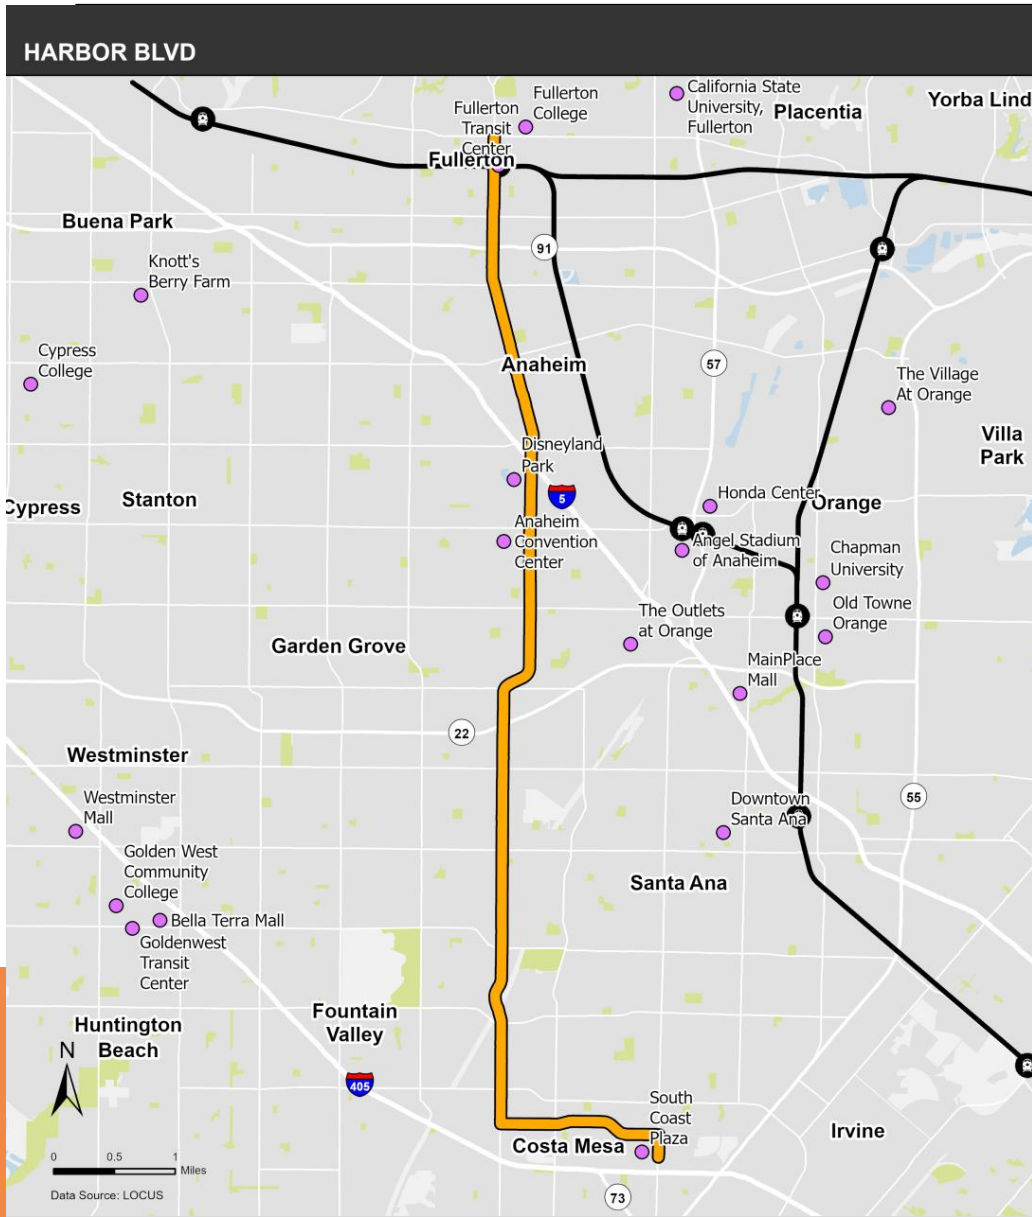 HARBOR BLVD
California State
University,
Fullerton
Placentia
Yorba Lind
Fullerton
College
Fullerton
Transit
Center
Fullerton
Buena Park
91
Knott's
Berry Farm
Cypress
College
Anaheim
57
The Village
At Orange
Villa
Park
Disneyland
Park
5
Honda Center
Orange
Cypress
Stanton
Anaheim
Convention
Center
Angel Stadium
of Anaheim
Chapman
University
The Outlets
at Orange
Old Towne
Orange
Garden Grove
MainPlace
Mall
22
Westminster
Westminster
Mall
55
Downtown
Santa Ana
Golden West
Community
College
Santa Ana
Bella Terra Mall
Goldenwest
Transit
Center
Fountain
Valley
Huntington
Beach
N
405
South
Coast
Plaza
Costa Mesa
Irvine
0 0.5 1
Miles
Data Source: LOCUS
73